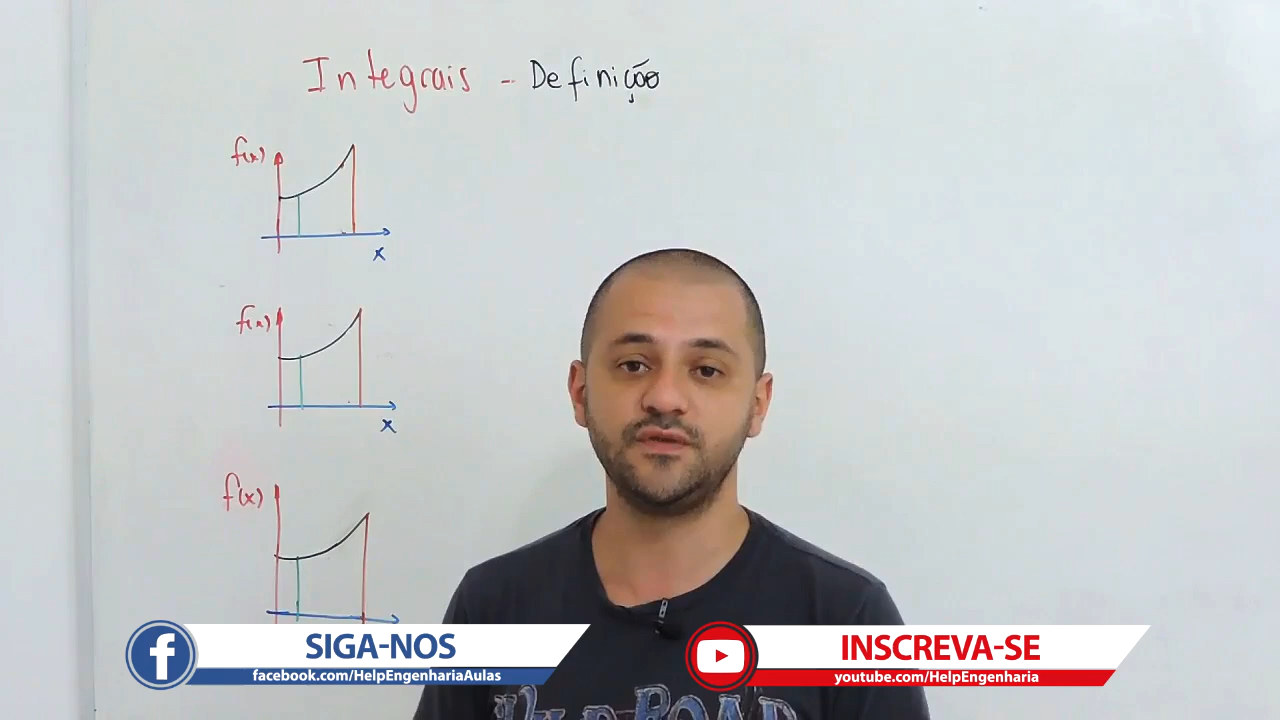 Integrais - Definição
f(x)
x
f(x)
x
f(x)
SIGA-NOS
facebook.com/HelpEngenhariaAulas
INSCREVA-SE
youtube.com/HelpEngenharia